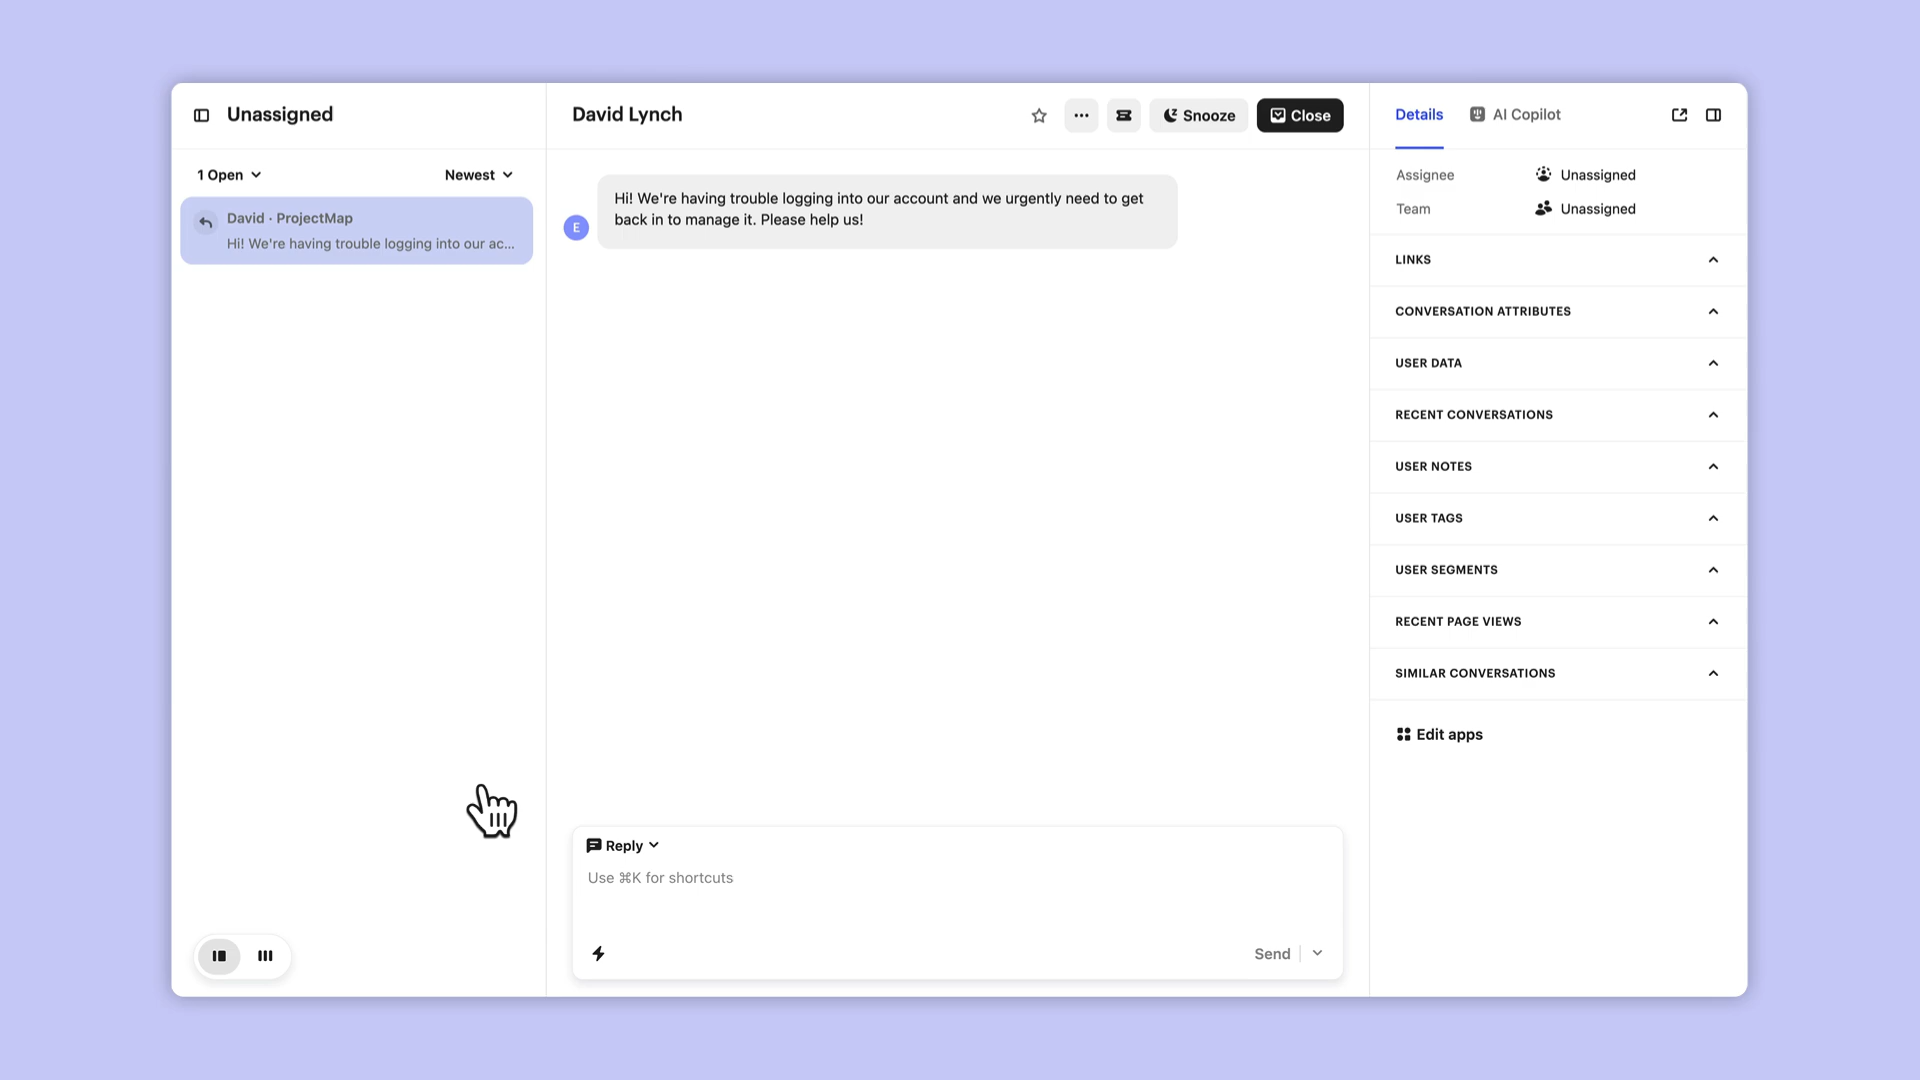 Unassigned
1 Open
Newest
David · ProjectMap
Hi! We're having trouble logging into our ac...
David Lynch
Snooze
Close
E
Hi! We're having trouble logging into our account and we urgently need to get
back in to manage it. Please help us!
Reply
Use ⌘K for shortcuts
Send
Details
AI Copilot
Assignee
Unassigned
Team
Unassigned
LINKS
CONVERSATION ATTRIBUTES
USER DATA
RECENT CONVERSATIONS
USER NOTES
USER TAGS
USER SEGMENTS
RECENT PAGE VIEWS
SIMILAR CONVERSATIONS
Edit apps